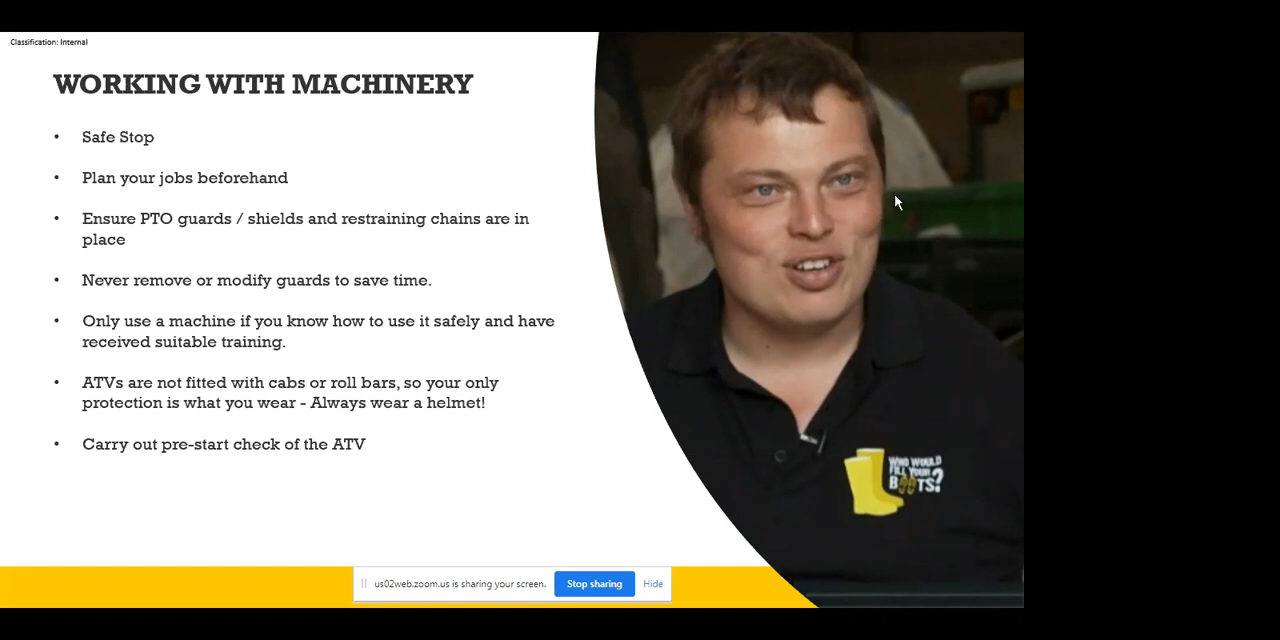 Classification: Internal
WORKING WITH MACHINERY
• Safe Stop
• Plan your jobs beforehand
• Ensure PTO guards / shields and restraining chains are in
place
• Never remove or modify guards to save time.
• Only use a machine if you know how to use it safely and have
received suitable training.
• ATVs are not fitted with cabs or roll bars, so your only
protection is what you wear - Always wear a helmet!
• Carry out pre-start check of the ATV
WHO WOULD
FILL YOUR
BOOTS?
us02web.zoom.us is sharing your screen.
Stop sharing
Hide